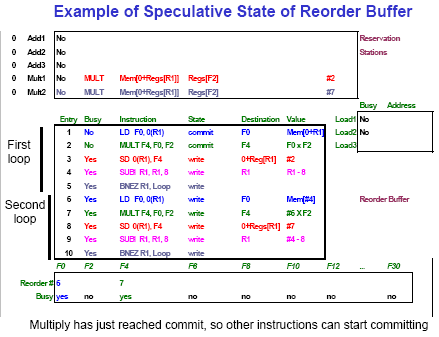 Example of Speculative State of Reorder Buffer
0 Add1 No Reservation
0 Add2 No Stations
0 Add3 No
0 Mult1 No MULT Mem[0+Regs[R1]] Regs[F2] #2
0 Mult2 No MULT Mem[0+Regs[R1]] Regs[F2] #7
Busy Address
Entry Busy Instruction State Destination Value Load1 No
1 No LD F0, 0(R1) commit F0 Mem[0+R1] Load2 No
2 No MULT F4, F0, F2 commit F4 F0 x F2 Load3
First loop
3 Yes SD 0(R1), F4 write 0+Reg[R1] #2
4 Yes SUBI R1, R1, 8 write R1 R1 - 8
5 Yes BNEZ R1, Loop write
Second loop
6 Yes LD F0, 0(R1) write F0 Mem[#4] Reorder Buffer
7 Yes MULT F4, F0, F2 write F4 #6 X F2
8 Yes SD 0(R1), F4 write 0+Regs[R1] #7
9 Yes SUBI R1, R1, 8 write R1 #4 - 8
10 Yes BNEZ R1, Loop write
F0 F2 F4 F6 F8 F10 F12 ... F30
Reorder # 6 7
Busy yes no yes no no no no no
Multiply has just reached commit, so other instructions can start committing